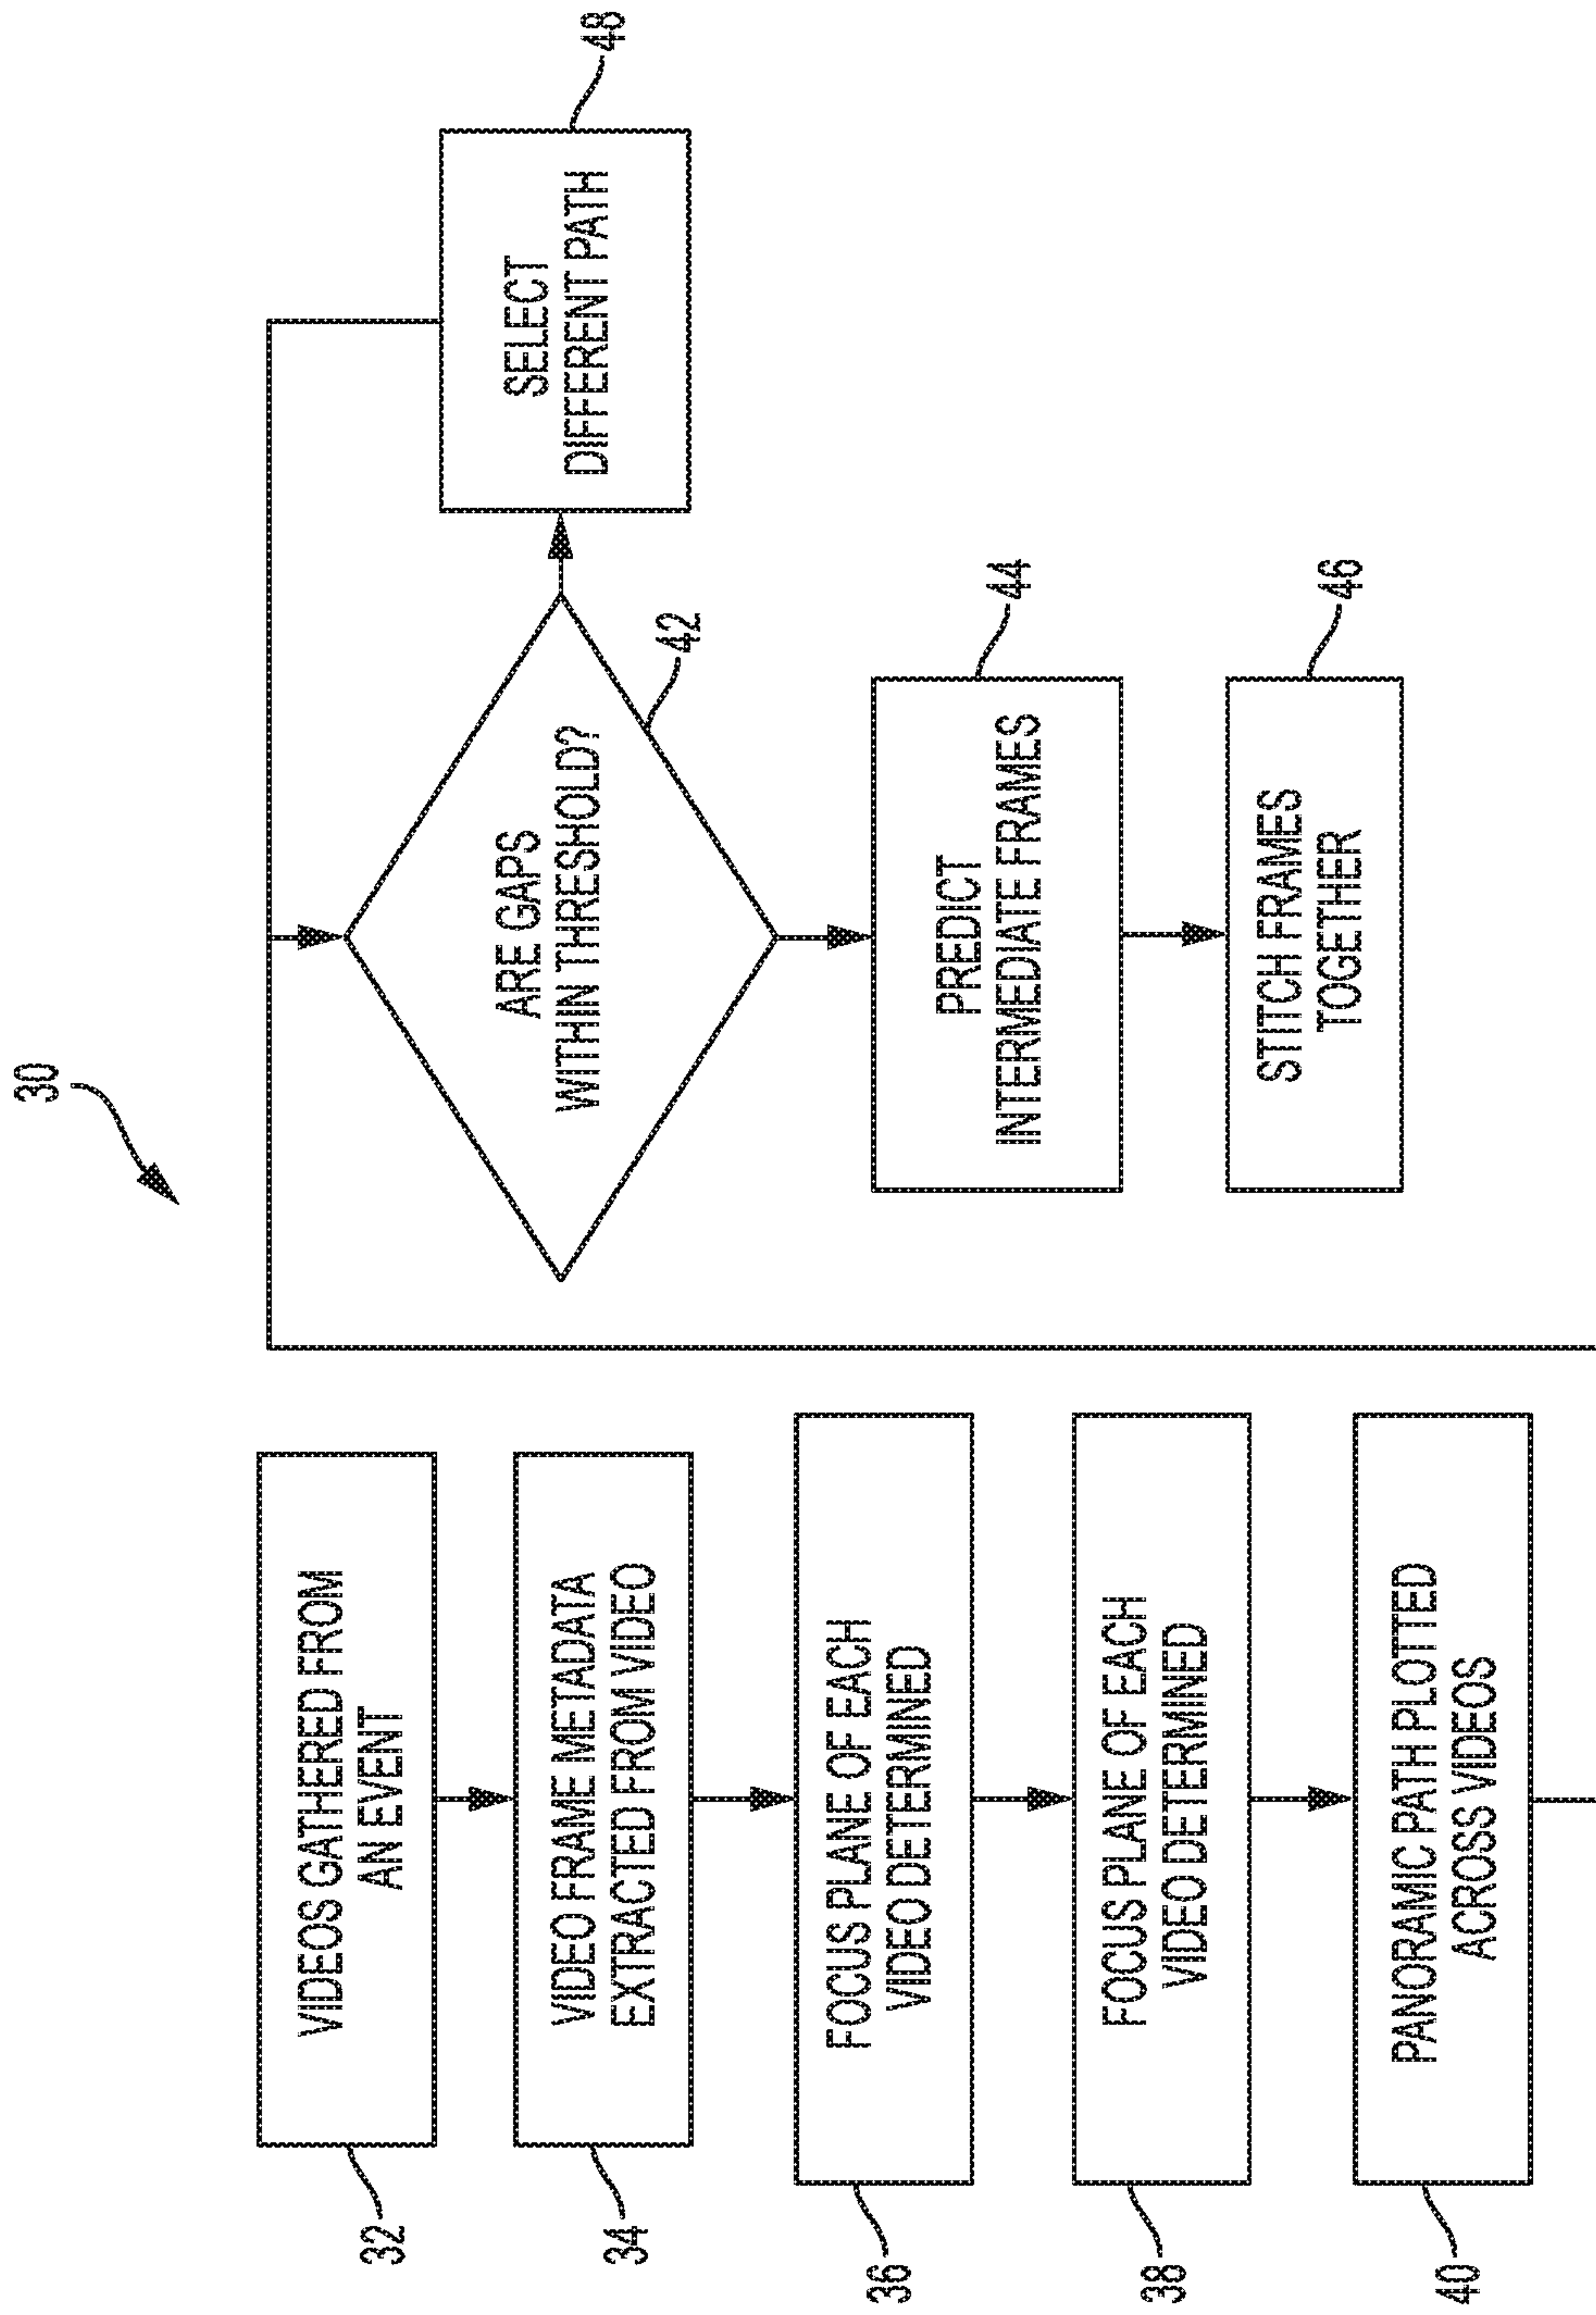 30
VIDEOS GATHERED FROM
AN EVENT
32
VIDEO FRAME METADATA
EXTRACTED FROM VIDEO
34
FOCUS PLANE OF EACH
VIDEO DETERMINED
36
FOCUS PLANE OF EACH
VIDEO DETERMINED
38
PANORAMIC PATH PLOTTED
ACROSS VIDEOS
40
ARE GAPS
WITHIN THRESHOLD?
42
SELECT
DIFFERENT PATH
48
PREDICT
INTERMEDIATE FRAMES
44
STITCH FRAMES
TOGETHER
46